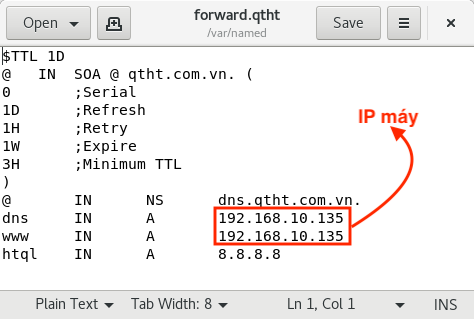 Open forward.qtht Save
/var/named
$TTL 1D
@ IN SOA @ qtht.com.vn. (
0 ;Serial
1D ;Refresh
1H ;Retry
1W ;Expire
3H ;Minimum TTL
)
@ IN NS dns.qtht.com.vn.
dns IN A 192.168.10.135
www IN A 192.168.10.135
htql IN A 8.8.8.8
IP máy
Plain Text Tab Width: 8 Ln 1, Col 1 INS